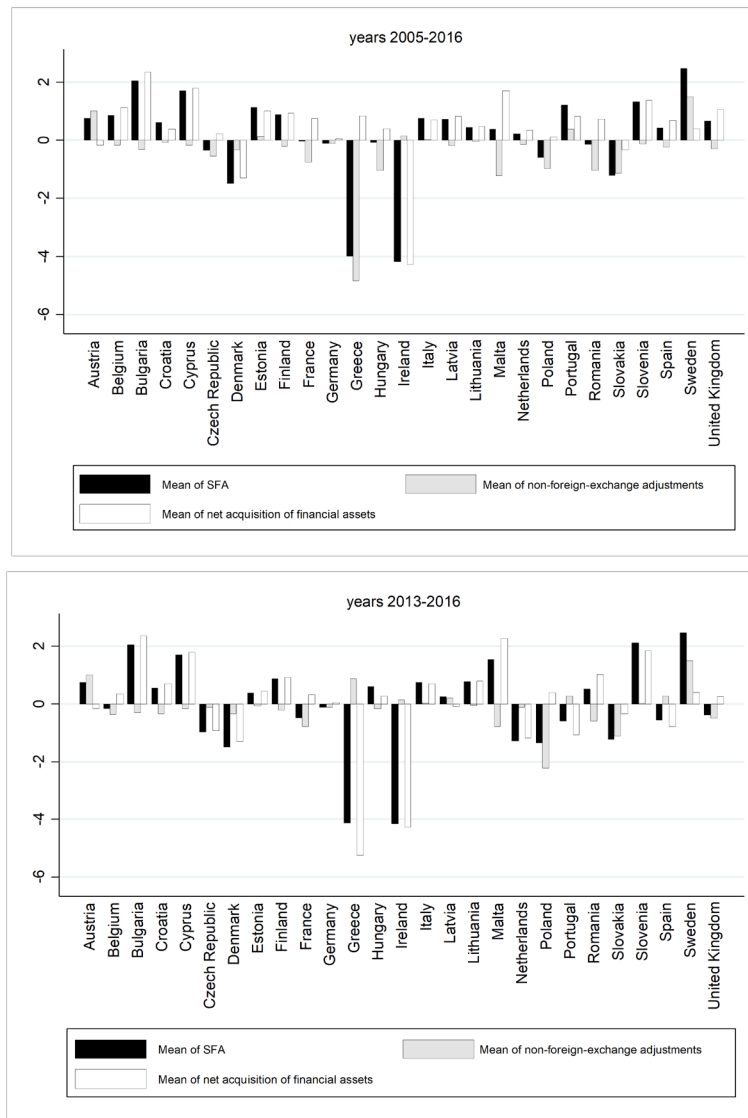 years 2005-2016
2
0
-2
-4
-6
Austria
Belgium
Bulgaria
Croatia
Cyprus
Czech Republic
Denmark
Estonia
Finland
France
Germany
Greece
Hungary
Ireland
Italy
Latvia
Lithuania
Malta
Netherlands
Poland
Portugal
Romania
Slovakia
Slovenia
Spain
Sweden
United Kingdom
Mean of SFA
Mean of non-foreign-exchange adjustments
Mean of net acquisition of financial assets
years 2013-2016
2
0
-2
-4
-6
Austria
Belgium
Bulgaria
Croatia
Cyprus
Czech Republic
Denmark
Estonia
Finland
France
Germany
Greece
Hungary
Ireland
Italy
Latvia
Lithuania
Malta
Netherlands
Poland
Portugal
Romania
Slovakia
Slovenia
Spain
Sweden
United Kingdom
Mean of SFA
Mean of non-foreign-exchange adjustments
Mean of net acquisition of financial assets